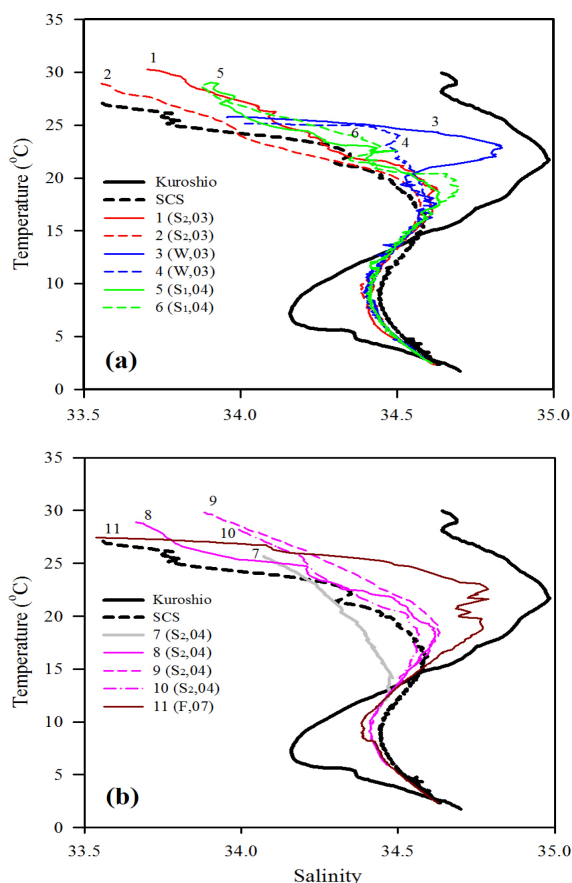 (a)
35
30
25
20
15
10
5
0
Temperature (⁰C)
1
2
5
3
6
4
Kuroshio
SCS
1 (S₂,03)
2 (S₂,03)
3 (W,03)
4 (W,03)
5 (S₁,04)
6 (S₁,04)
33.5 34.0 34.5 35.0
(b)
35
30
25
20
15
10
5
0
Temperature (⁰C)
9
8
10
11
7
Kuroshio
SCS
7 (S₂,04)
8 (S₂,04)
9 (S₂,04)
10 (S₂,04)
11 (F,07)
33.5 34.0 34.5 35.0
Salinity